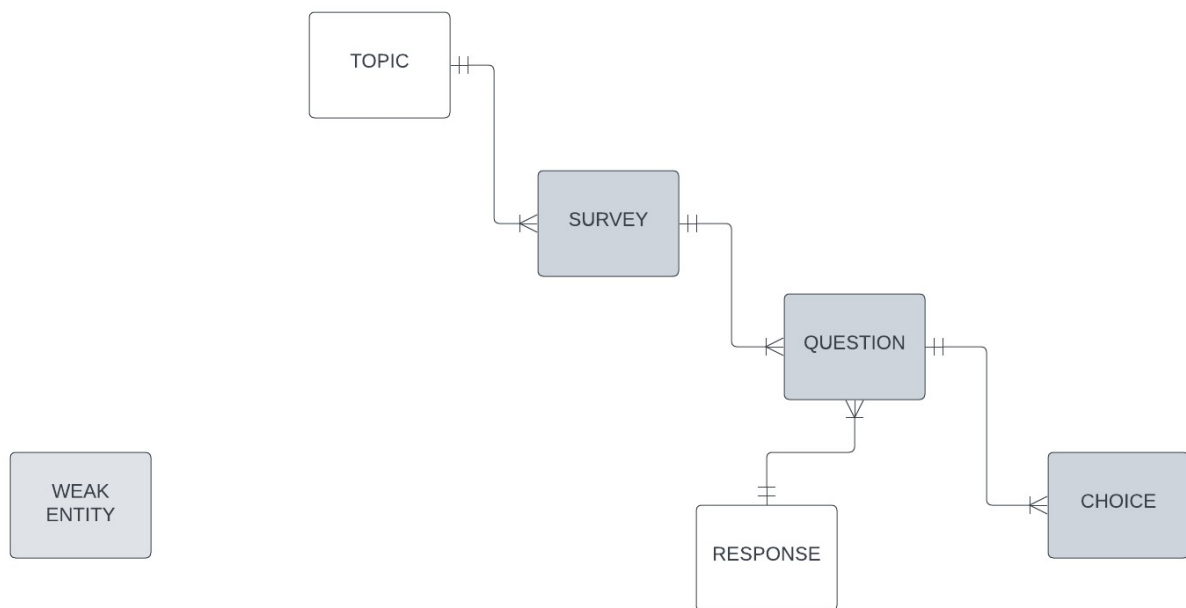 TOPIC
SURVEY
QUESTION
WEAK
ENTITY
CHOICE
RESPONSE